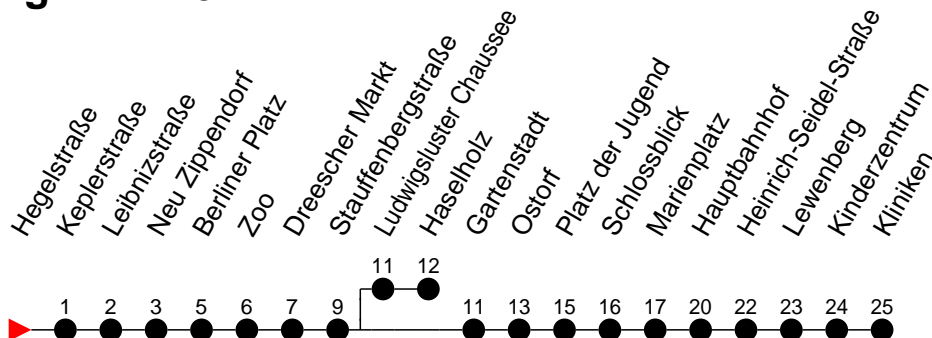 Hegelstraße
Keplerstraße
Leibnizstraße
Neu Zippendorf
Berliner Platz
Zoo
Dreescher Markt
Stauffenbergstraße
Ludwigsluster Chaussee
Haselholz
Gartenstadt
Ostorf
Platz der Jugend
Schlossblick
Marienplatz
Hauptbahnhof
Heinrich-Seidel-Straße
Lewenberg
Kinderzentrum
Kliniken
11 12
1 2 3 5 6 7 9 11 13 15 16 17 20 22 23 24 25